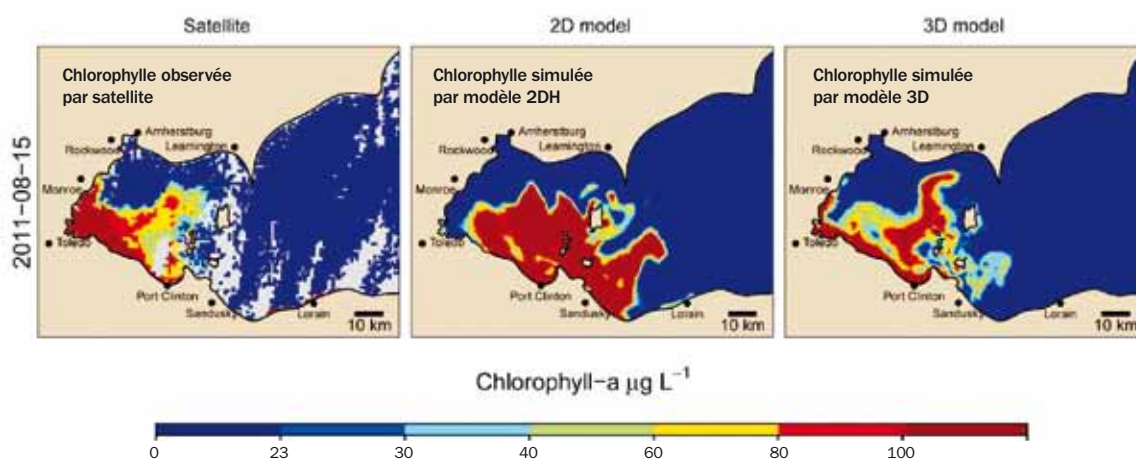 Satellite
2D model
3D model
2011-08-15
Chlorophylle observée
par satellite
Amherstburg
Leamington
Rockwood
Monroe
Toledo
Port Clinton
Sandusky
Lorain
10 km
Chlorophylle simulée
par modèle 2DH
Amherstburg
Leamington
Rockwood
Monroe
Toledo
Port Clinton
Sandusky
Lorain
10 km
Chlorophylle simulée
par modèle 3D
Amherstburg
Leamington
Rockwood
Monroe
Toledo
Port Clinton
Sandusky
Lorain
10 km
Chlorophyll-a µg L⁻¹
0 23 30 40 60 80 100